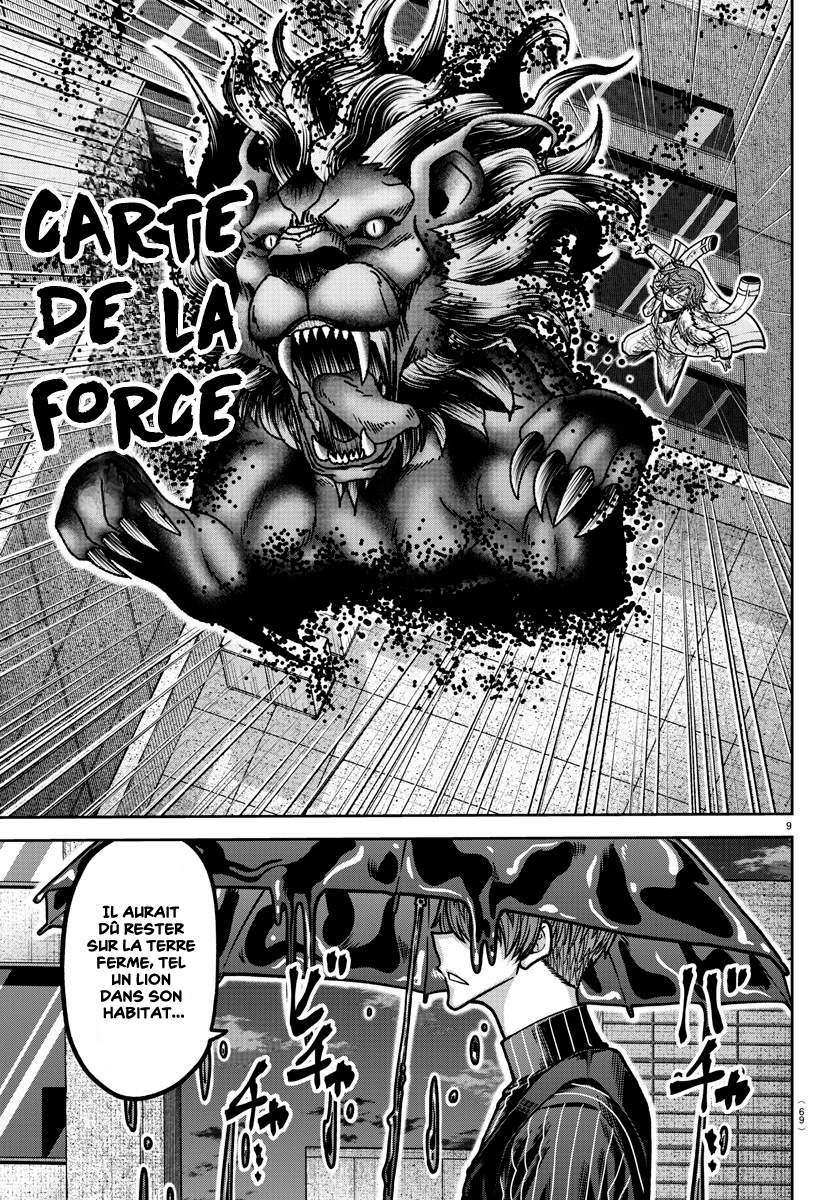 CARTE
DE LA
FORCE
9
IL AURAIT
DÛ RESTER
SUR LA TERRE
FERME, TEL
UN LION
DANS SON
HABITAT...
バチャ
ビチャ
チャ
(69)